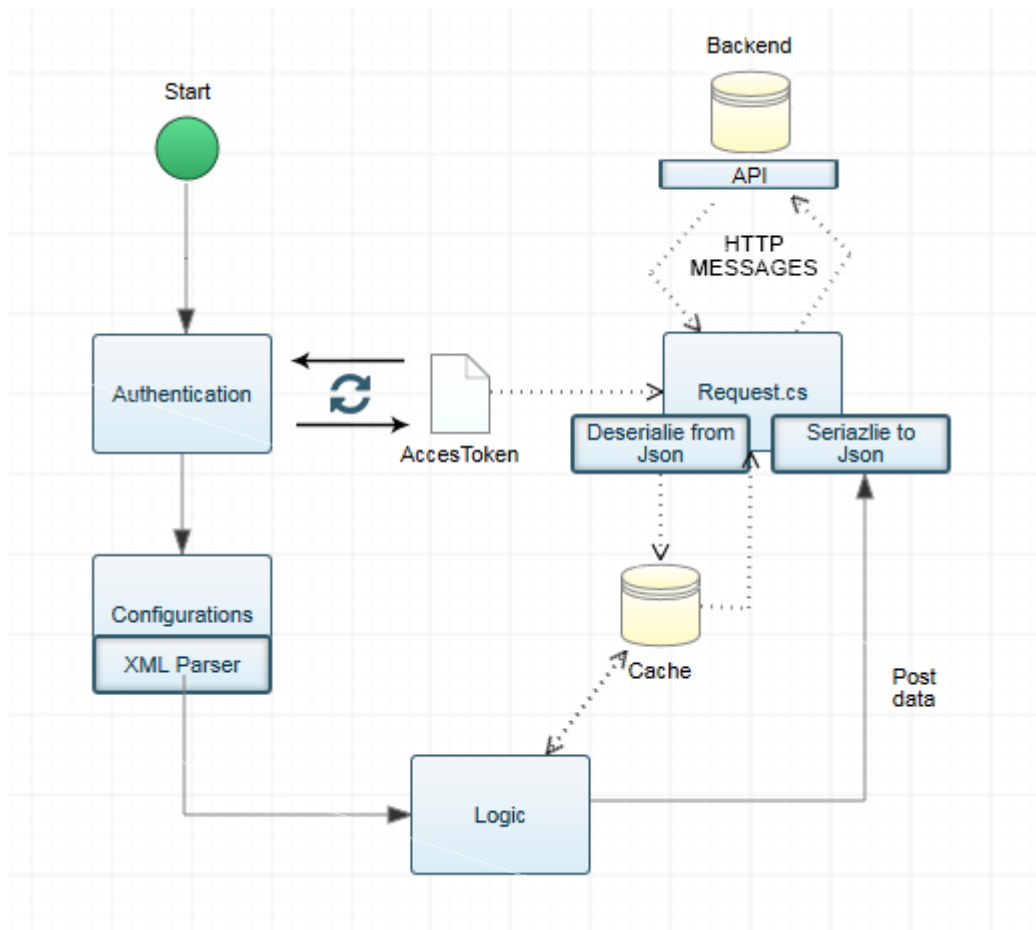 Backend
Start
API
HTTP
MESSAGES
Authentication
Request.cs
AccesToken
Deserialie from
Json
Seriazlie to
Json
Configurations
XML Parser
Cache
Post
data
Logic